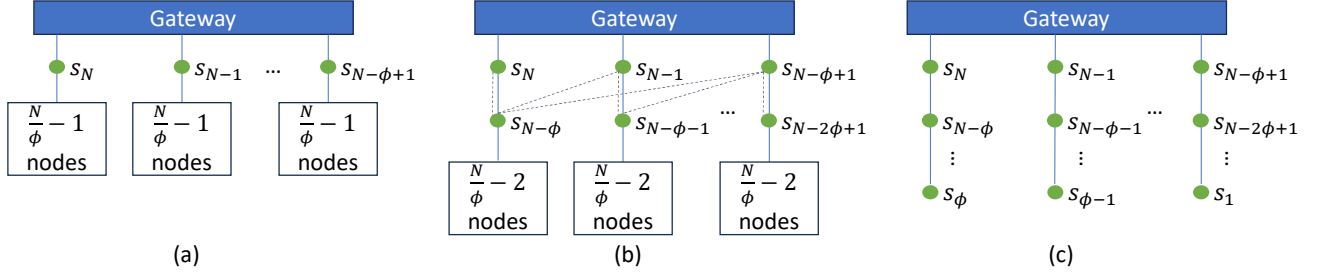 Gateway
s_N
s_{N-1}
...
s_{N-ϕ+1}
N/ϕ − 1
nodes
N/ϕ − 1
nodes
N/ϕ − 1
nodes
(a)
Gateway
s_N
s_{N-1}
s_{N-ϕ+1}
s_{N-ϕ}
s_{N-ϕ-1}
...
s_{N-2ϕ+1}
N/ϕ − 2
nodes
N/ϕ − 2
nodes
N/ϕ − 2
nodes
(b)
Gateway
s_N
s_{N-1}
s_{N-ϕ+1}
s_{N-ϕ}
s_{N-ϕ-1}
...
s_{N-2ϕ+1}
⋮
⋮
⋮
s_ϕ
s_{ϕ-1}
s_1
(c)